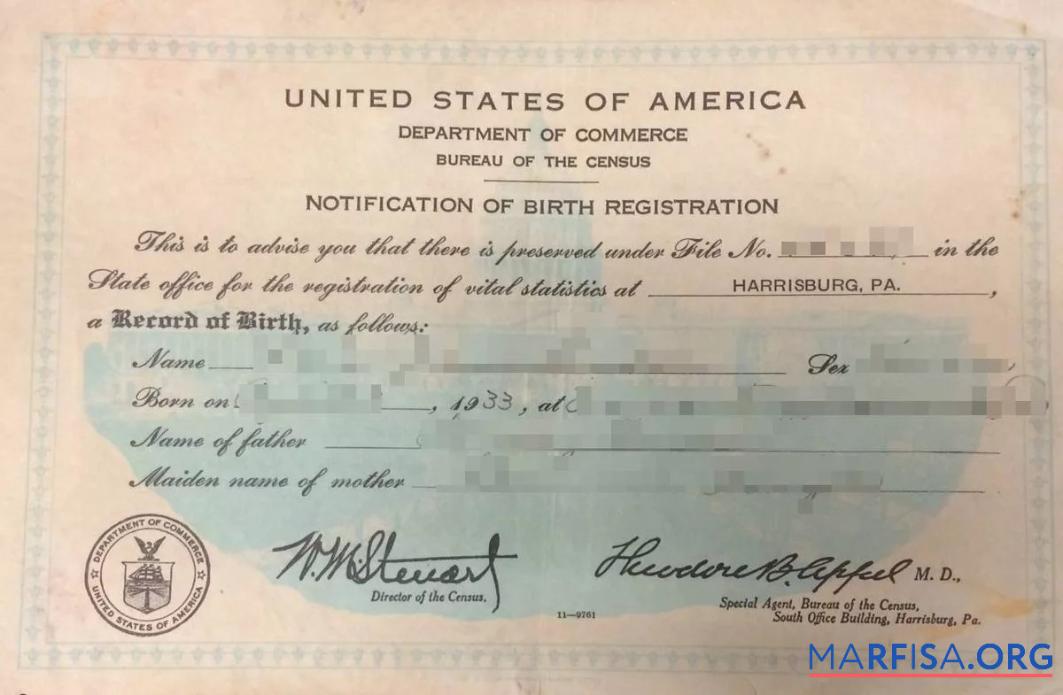 UNITED STATES OF AMERICA
DEPARTMENT OF COMMERCE
BUREAU OF THE CENSUS
NOTIFICATION OF BIRTH REGISTRATION
This is to advise you that there is preserved under File No. in the
State office for the registration of vital statistics at HARRISBURG, PA. ,
a Record of Birth, as follows:
Name Sex ,
Born on , 1933, at
Name of father
Maiden name of mother
DEPARTMENT OF COMMERCE
UNITED STATES OF AMERICA
W. M. Steuart
Director of the Census.
11—9761
Theodore B. Appel M. D.,
Special Agent, Bureau of the Census,
South Office Building, Harrisburg, Pa.
MARFISA.ORG